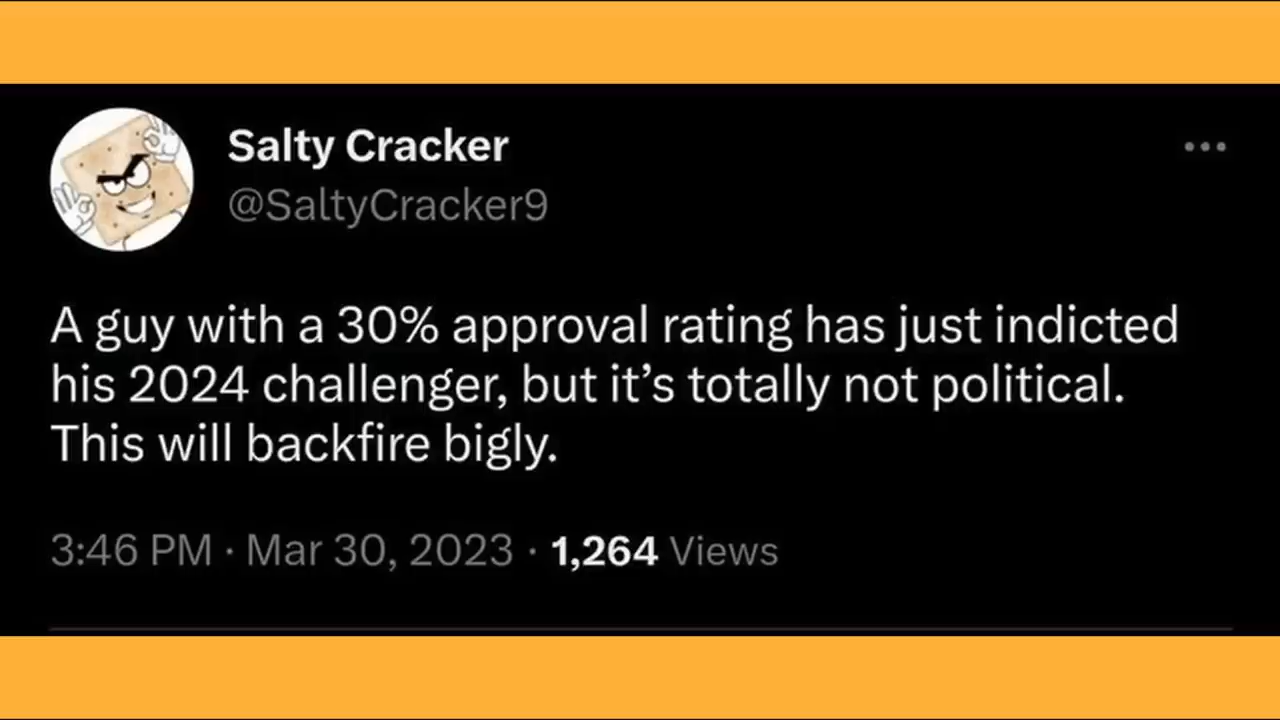 Salty Cracker
@SaltyCracker9
A guy with a 30% approval rating has just indicted
his 2024 challenger, but it’s totally not political.
This will backfire bigly.
3:46 PM · Mar 30, 2023 · 1,264 Views